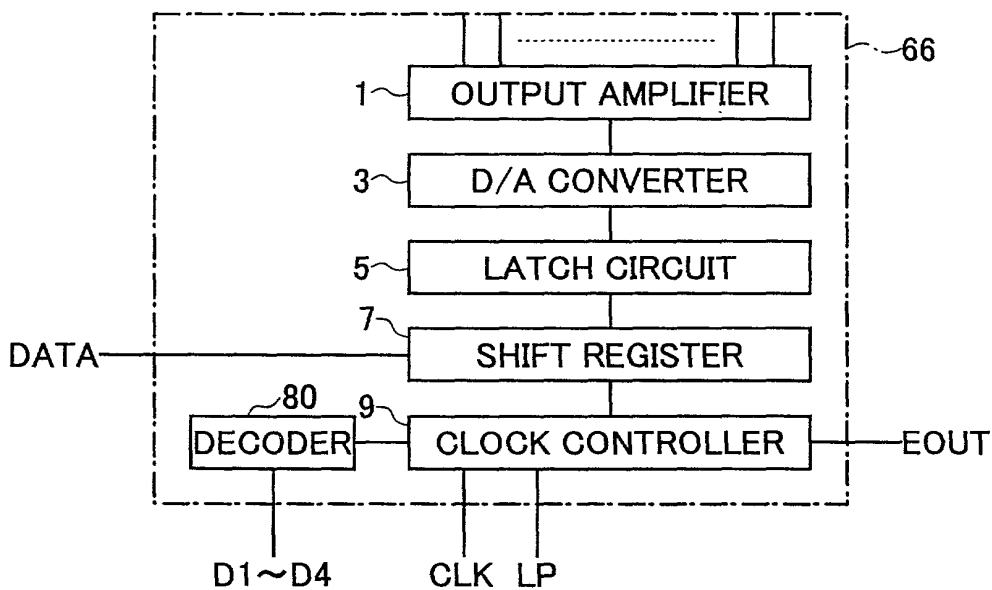 66
1
OUTPUT AMPLIFIER
3
D/A CONVERTER
5
LATCH CIRCUIT
7
DATA
SHIFT REGISTER
80
9
DECODER
CLOCK CONTROLLER
EOUT
D1～D4
CLK
LP